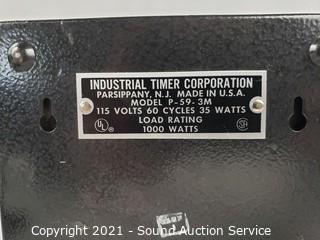 INDUSTRIAL TIMER CORPORATION
PARSIPPANY, N.J. MADE IN U.S.A.
MODEL P-59-3M
115 VOLTS 60 CYCLES 35 WATTS
LOAD RATING
1000 WATTS
UL
Copyright 2021 - Sound Auction Service